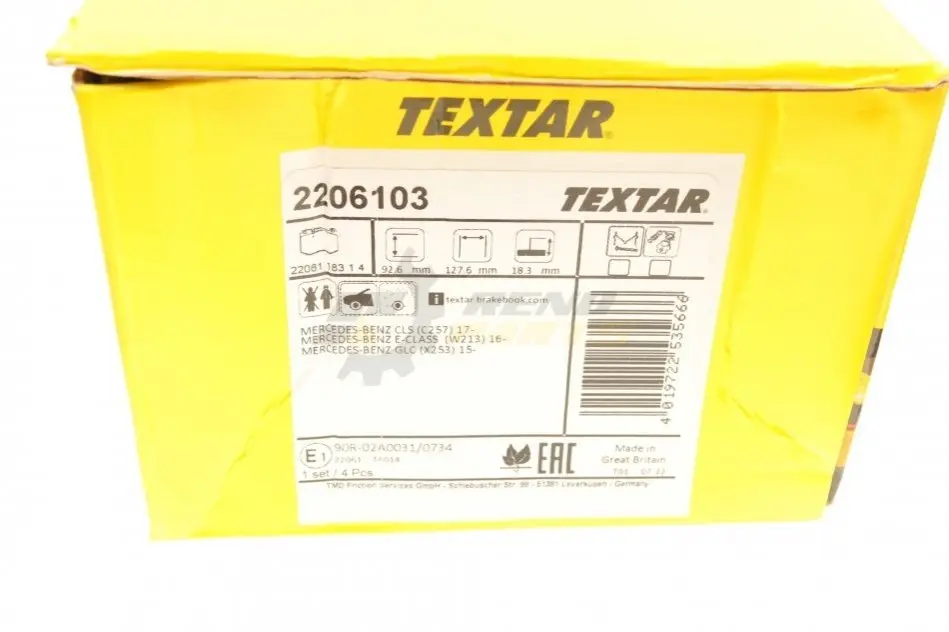 TEXTAR®
2206103
TEXTAR®
22061 183 1 4
92.6 mm
127.6 mm
18.3 mm
i textar brakebook.com
MERCEDES-BENZ CLS (C257) 17-
MERCEDES-BENZ E-CLASS (W213) 16-
MERCEDES-BENZ GLC (X253) 15-
4 019722 535666
E1
90R-02A0031/0734
1 set / 4 Pcs.
EAC
Made in
Great Britain
TMD Friction Services GmbH - Schlebuscher Str. 99 - 51381 Leverkusen - Germany